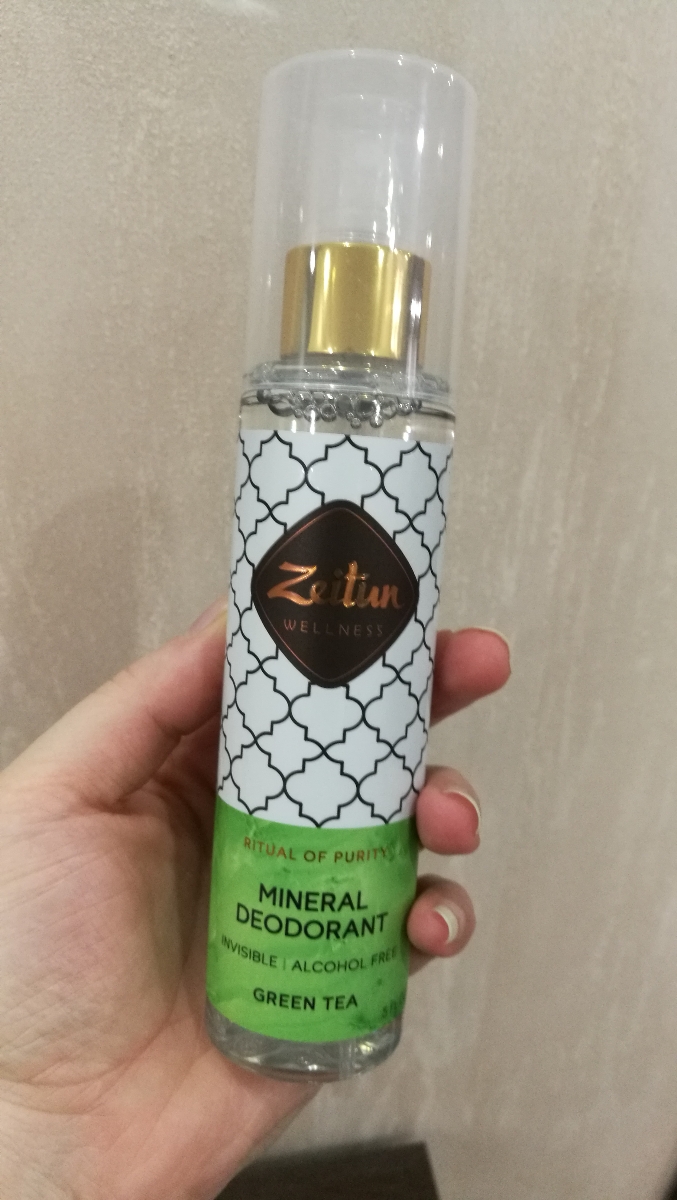 Zeitun
WELLNESS
RITUAL OF PURITY
MINERAL
DEODORANT
INVISIBLE | ALCOHOL FREE
GREEN TEA